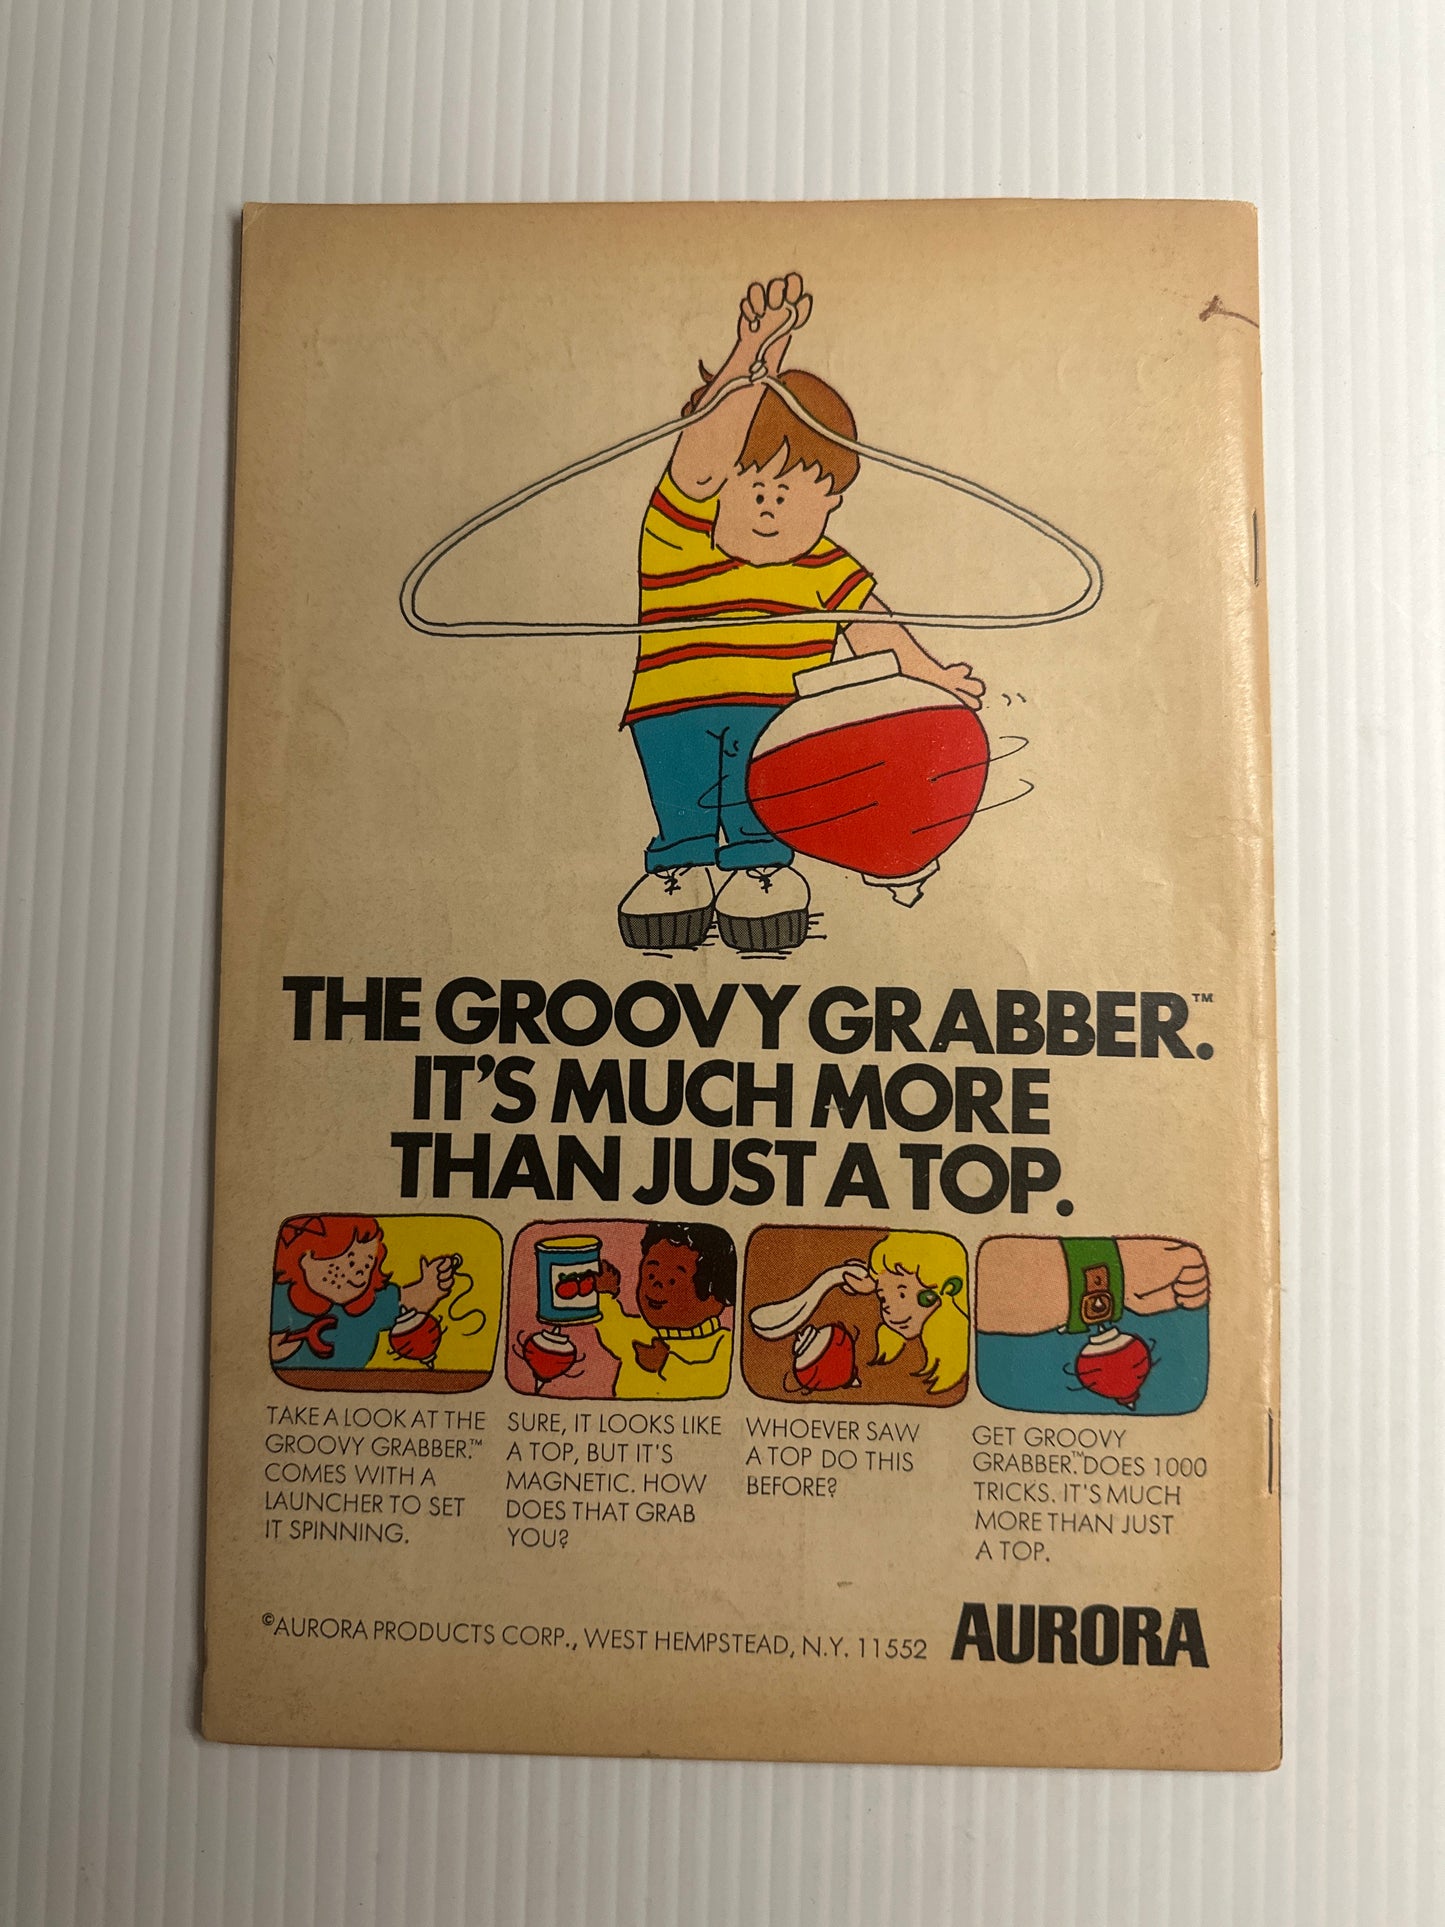 THE GROOVY GRABBER.™
IT'S MUCH MORE
THAN JUST A TOP.
TAKE A LOOK AT THE
GROOVY GRABBER.™
COMES WITH A
LAUNCHER TO SET
IT SPINNING.
SURE, IT LOOKS LIKE
A TOP, BUT IT'S
MAGNETIC. HOW
DOES THAT GRAB
YOU?
WHOEVER SAW
A TOP DO THIS
BEFORE?
GET GROOVY
GRABBER.™ DOES 1000
TRICKS. IT'S MUCH
MORE THAN JUST
A TOP.
©AURORA PRODUCTS CORP., WEST HEMPSTEAD, N.Y. 11552
AURORA